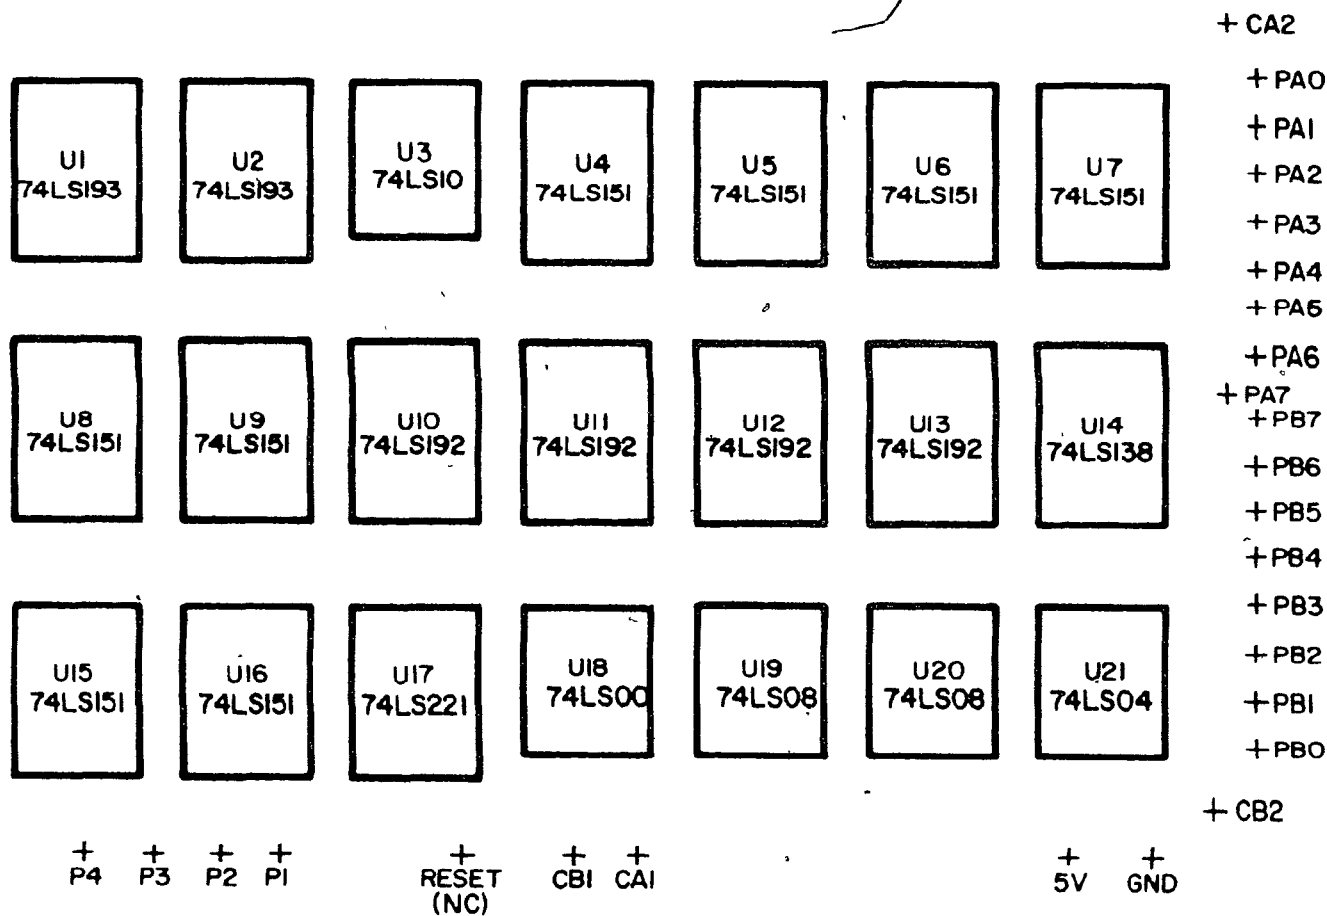 + CA2
+ PA0
+ PA1
+ PA2
+ PA3
+ PA4
+ PA5
+ PA6
+ PA7
+ PB7
+ PB6
+ PB5
+ PB4
+ PB3
+ PB2
+ PB1
+ PB0
+ CB2
U1
74LS193
U2
74LS193
U3
74LS10
U4
74LS151
U5
74LS151
U6
74LS151
U7
74LS151
U8
74LS151
U9
74LS151
U10
74LS192
U11
74LS192
U12
74LS192
U13
74LS192
U14
74LS138
U15
74LS151
U16
74LS151
U17
74LS221
U18
74LS00
U19
74LS08
U20
74LS08
U21
74LS04
+ P4
+ P3
+ P2
+ P1
+ RESET
(NC)
+ CB1
+ CA1
+ 5V
+ GND